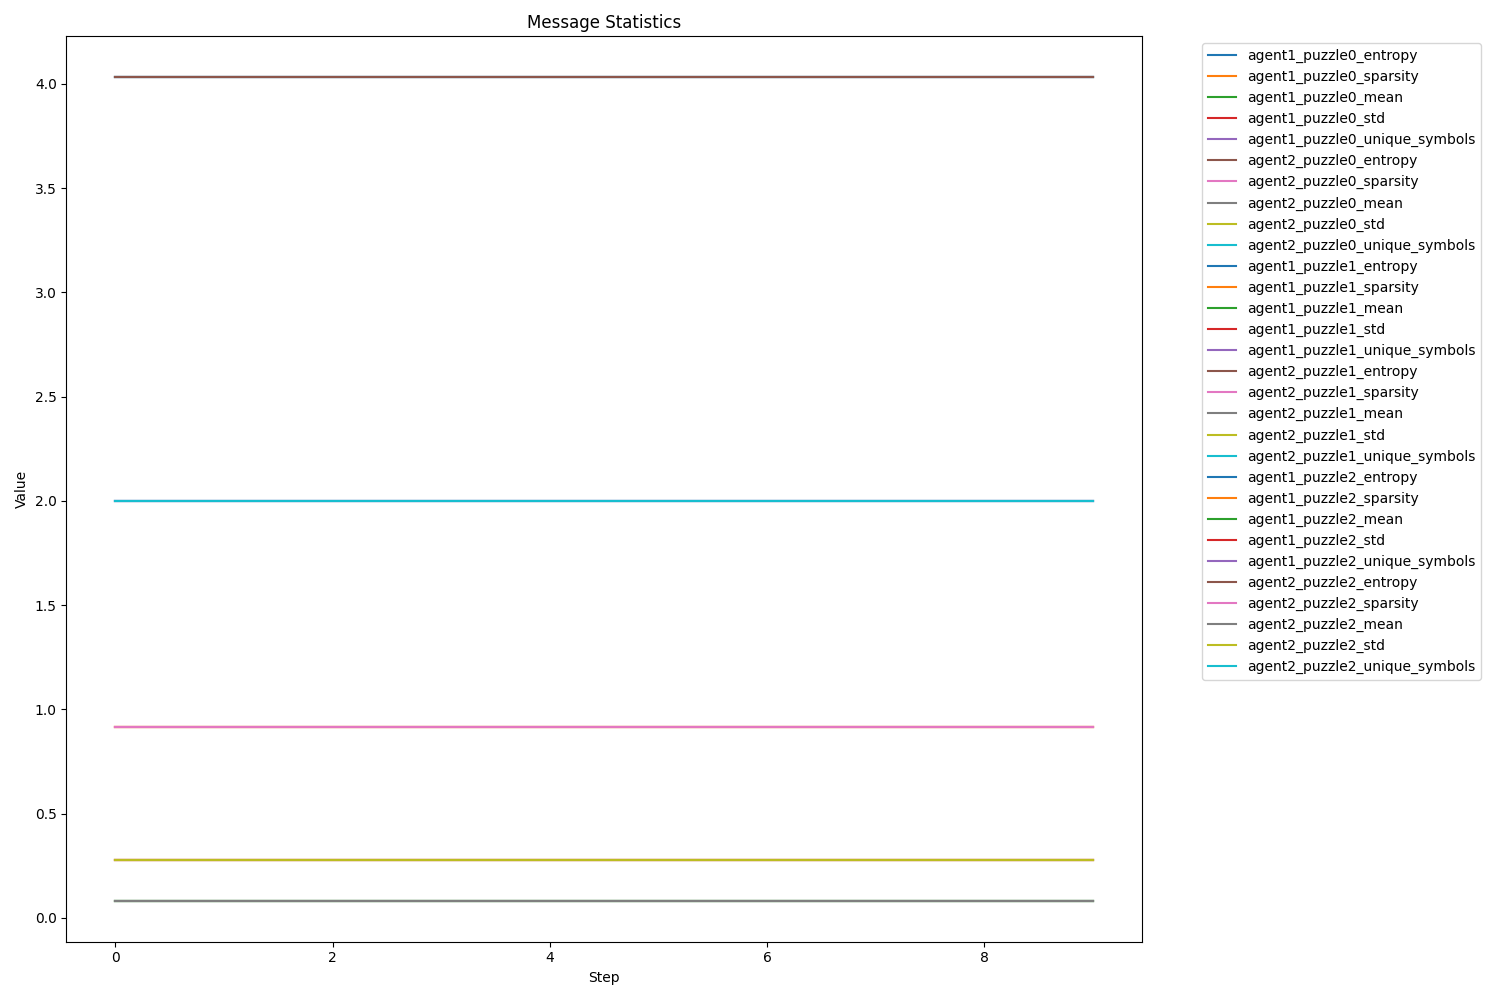 Message Statistics
4.0
3.5
3.0
2.5
2.0
1.5
1.0
0.5
0.0
Value
0
2
4
6
8
Step
agent1_puzzle0_entropy
agent1_puzzle0_sparsity
agent1_puzzle0_mean
agent1_puzzle0_std
agent1_puzzle0_unique_symbols
agent2_puzzle0_entropy
agent2_puzzle0_sparsity
agent2_puzzle0_mean
agent2_puzzle0_std
agent2_puzzle0_unique_symbols
agent1_puzzle1_entropy
agent1_puzzle1_sparsity
agent1_puzzle1_mean
agent1_puzzle1_std
agent1_puzzle1_unique_symbols
agent2_puzzle1_entropy
agent2_puzzle1_sparsity
agent2_puzzle1_mean
agent2_puzzle1_std
agent2_puzzle1_unique_symbols
agent1_puzzle2_entropy
agent1_puzzle2_sparsity
agent1_puzzle2_mean
agent1_puzzle2_std
agent1_puzzle2_unique_symbols
agent2_puzzle2_entropy
agent2_puzzle2_sparsity
agent2_puzzle2_mean
agent2_puzzle2_std
agent2_puzzle2_unique_symbols